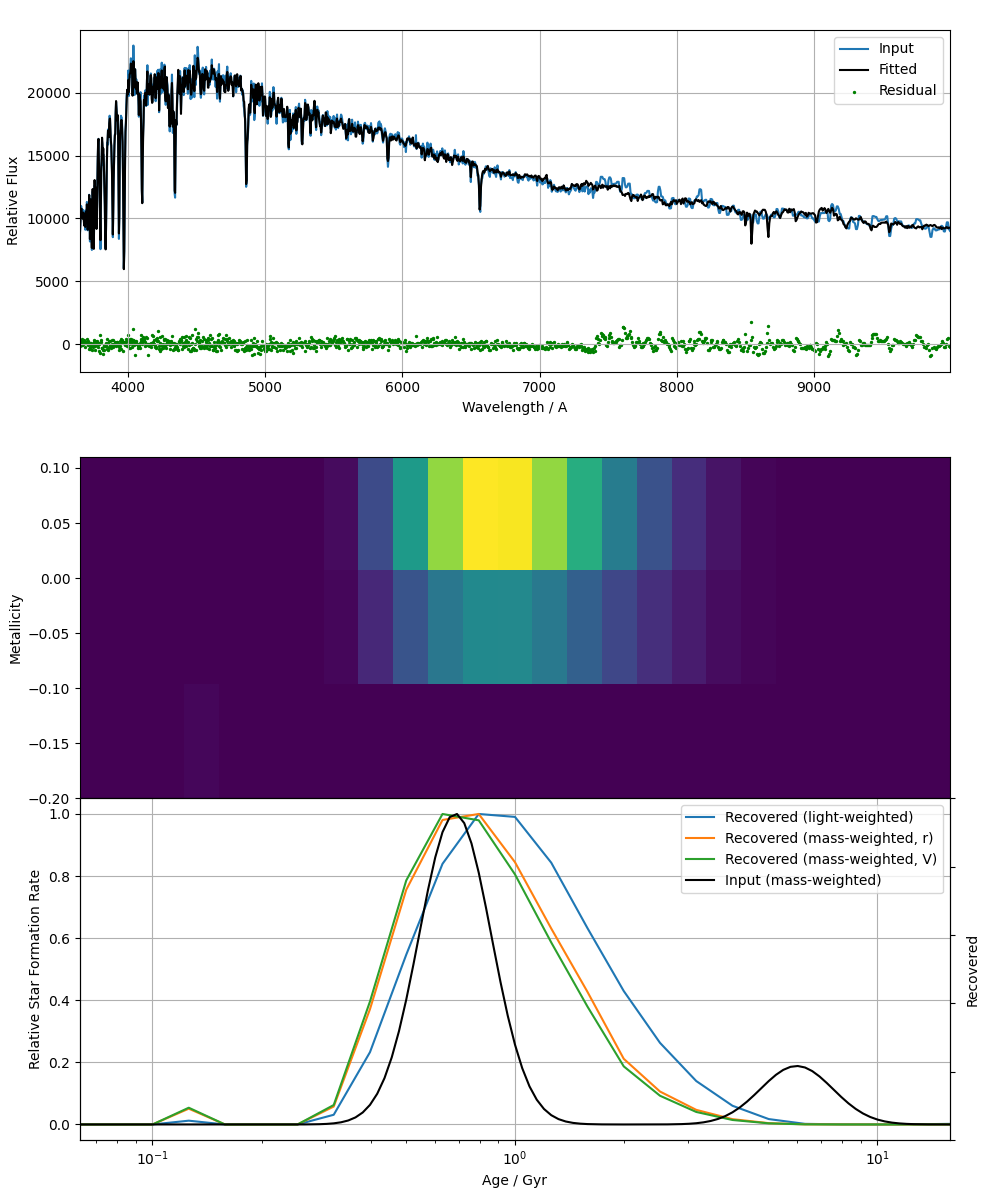 Input
Fitted
Residual
20000
15000
10000
5000
0
Relative Flux
4000 5000 6000 7000 8000 9000
Wavelength / A
0.10
0.05
0.00
−0.05
−0.10
−0.15
−0.20
Metallicity
Recovered (light-weighted)
Recovered (mass-weighted, r)
Recovered (mass-weighted, V)
Input (mass-weighted)
1.0
0.8
0.6
0.4
0.2
0.0
Relative Star Formation Rate
Recovered
10⁻¹ 10⁰ 10¹
Age / Gyr